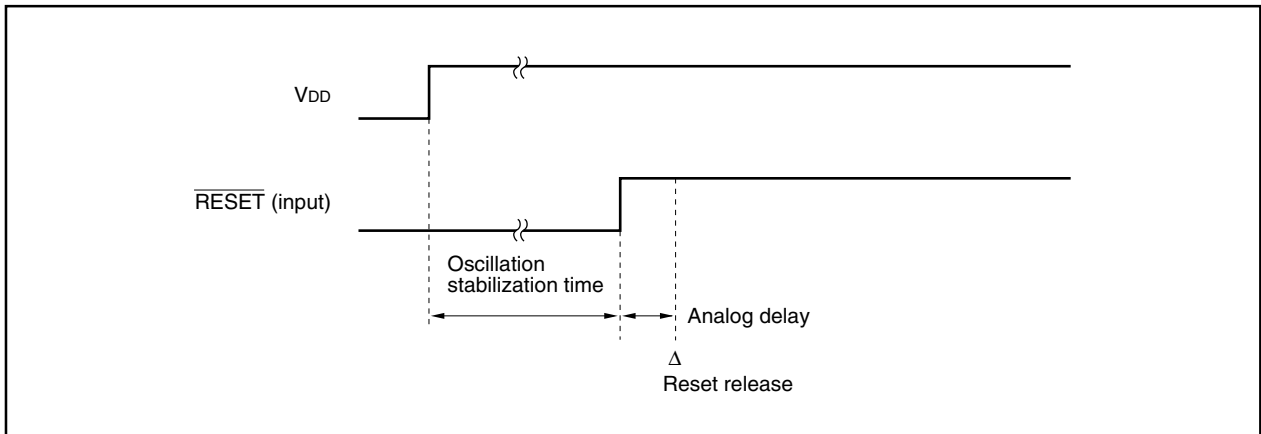 VDD
RESET (input)
Oscillation
stabilization time
Analog delay
Δ
Reset release